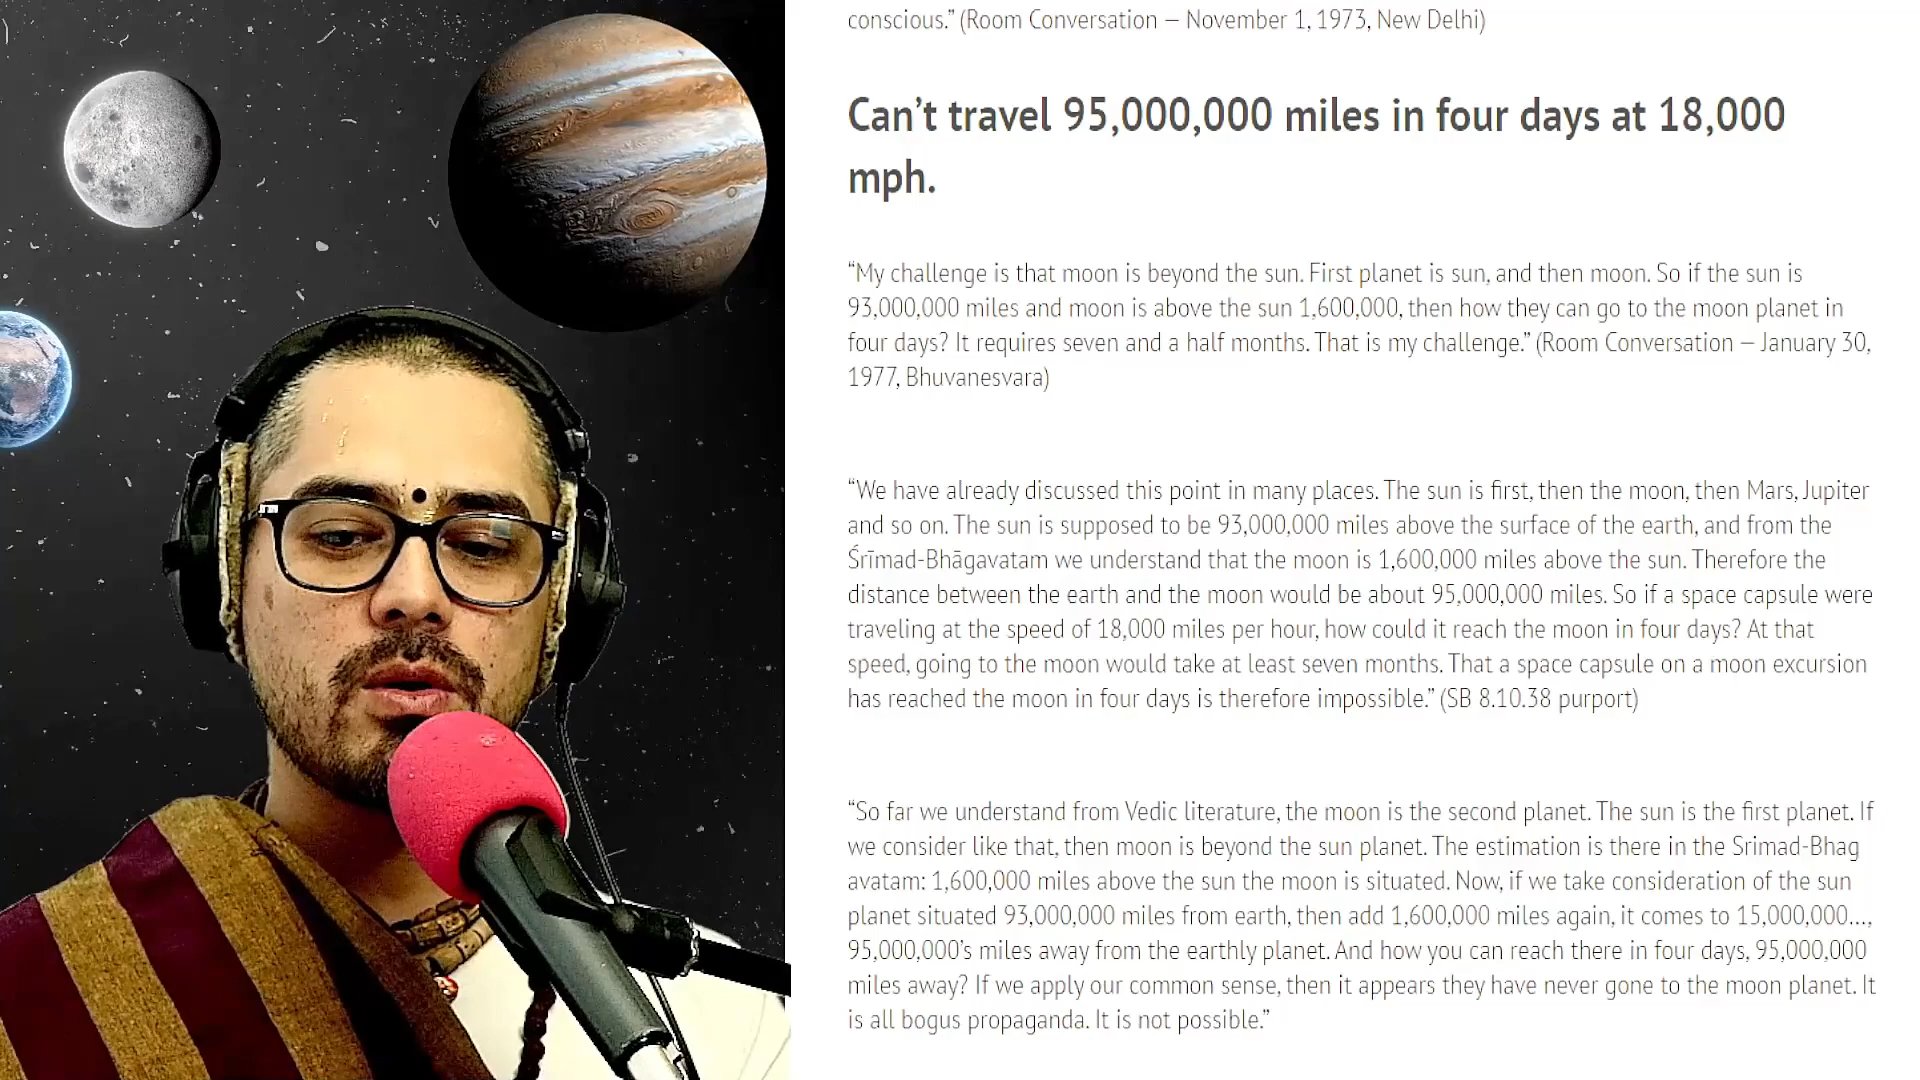 conscious.” (Room Conversation – November 1, 1973, New Delhi)
Can’t travel 95,000,000 miles in four days at 18,000
mph.
“My challenge is that moon is beyond the sun. First planet is sun, and then moon. So if the sun is
93,000,000 miles and moon is above the sun 1,600,000, then how they can go to the moon planet in
four days? It requires seven and a half months. That is my challenge.” (Room Conversation – January 30,
1977, Bhuvanesvara)
“We have already discussed this point in many places. The sun is first, then the moon, then Mars, Jupiter
and so on. The sun is supposed to be 93,000,000 miles above the surface of the earth, and from the
Śrīmad-Bhāgavatam we understand that the moon is 1,600,000 miles above the sun. Therefore the
distance between the earth and the moon would be about 95,000,000 miles. So if a space capsule were
traveling at the speed of 18,000 miles per hour, how could it reach the moon in four days? At that
speed, going to the moon would take at least seven months. That a space capsule on a moon excursion
has reached the moon in four days is therefore impossible.” (SB 8.10.38 purport)
“So far we understand from Vedic literature, the moon is the second planet. The sun is the first planet. If
we consider like that, then moon is beyond the sun planet. The estimation is there in the Srimad-Bhag
avatam: 1,600,000 miles above the sun the moon is situated. Now, if we take consideration of the sun
planet situated 93,000,000 miles from earth, then add 1,600,000 miles again, it comes to 15,000,000…,
95,000,000’s miles away from the earthly planet. And how you can reach there in four days, 95,000,000
miles away? If we apply our common sense, then it appears they have never gone to the moon planet. It
is all bogus propaganda. It is not possible.”